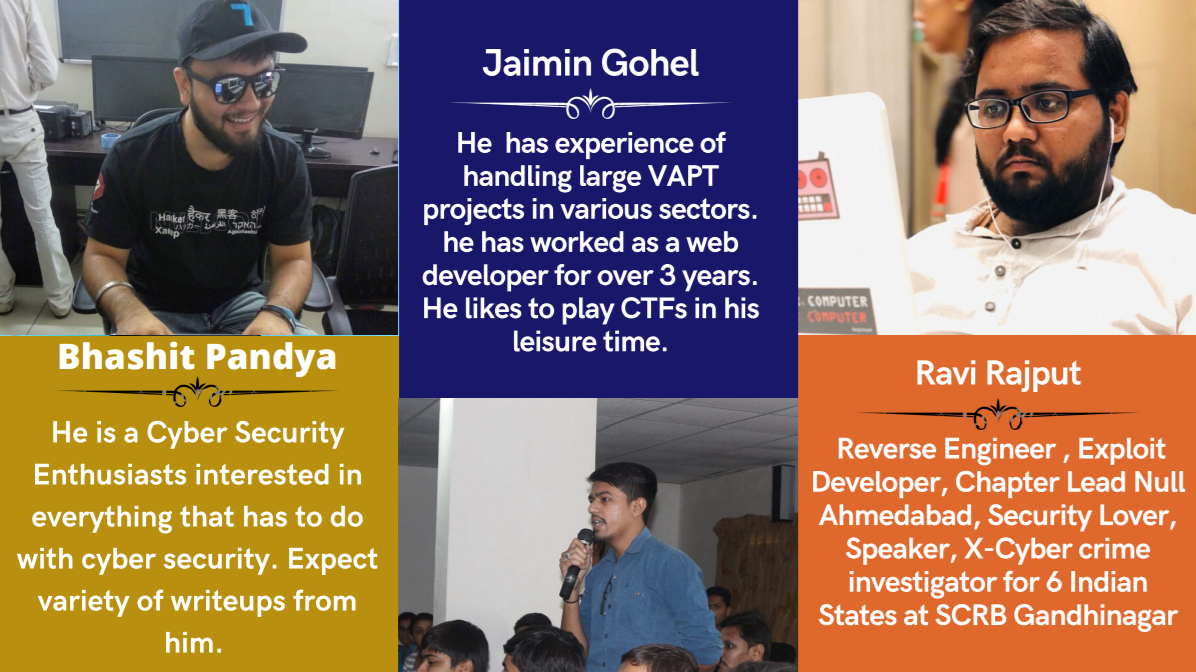 Bhashit Pandya
He is a Cyber Security
Enthusiasts interested in
everything that has to do
with cyber security. Expect
variety of writeups from
him.
Jaimin Gohel
He has experience of
handling large VAPT
projects in various sectors.
he has worked as a web
developer for over 3 years.
He likes to play CTFs in his
leisure time.
Ravi Rajput
Reverse Engineer , Exploit
Developer, Chapter Lead Null
Ahmedabad, Security Lover,
Speaker, X-Cyber crime
investigator for 6 Indian
States at SCRB Gandhinagar
हैकर 黑客
COMPUTER
COMPUTER